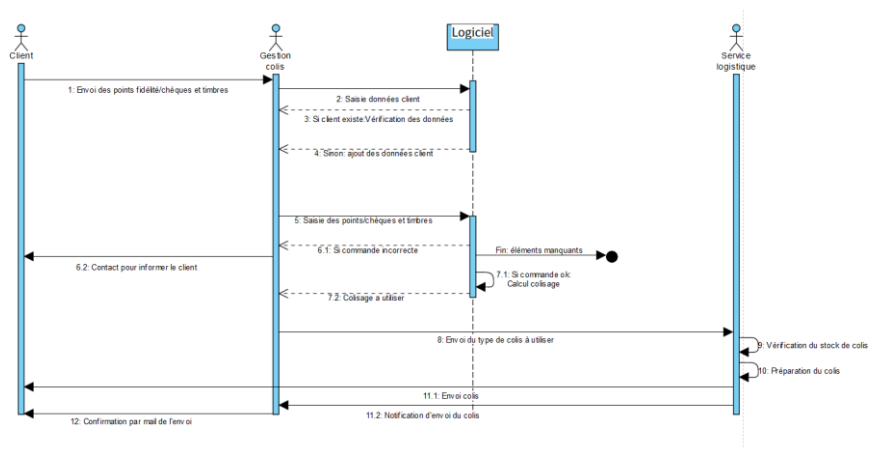 Client
Gestion
colis
Logiciel
Service
logistique
1: Envoi des points fidélité/chèques et timbres
2: Saisie données client
3: Si client existe:Vérification des données
4: Sinon: ajout des données client
5: Saisie des points/chèques et timbres
6.1: Si commande incorrecte
Fin: éléments manquants
6.2: Contact pour informer le client
7.1: Si commande ok:
Calcul colisage
7.2: Colisage a utiliser
8: Envoi du type de colis à utiliser
9: Vérification du stock de colis
10: Préparation du colis
11.1: Envoi colis
11.2: Notification d'envoi du colis
12: Confirmation par mail de l'envoi